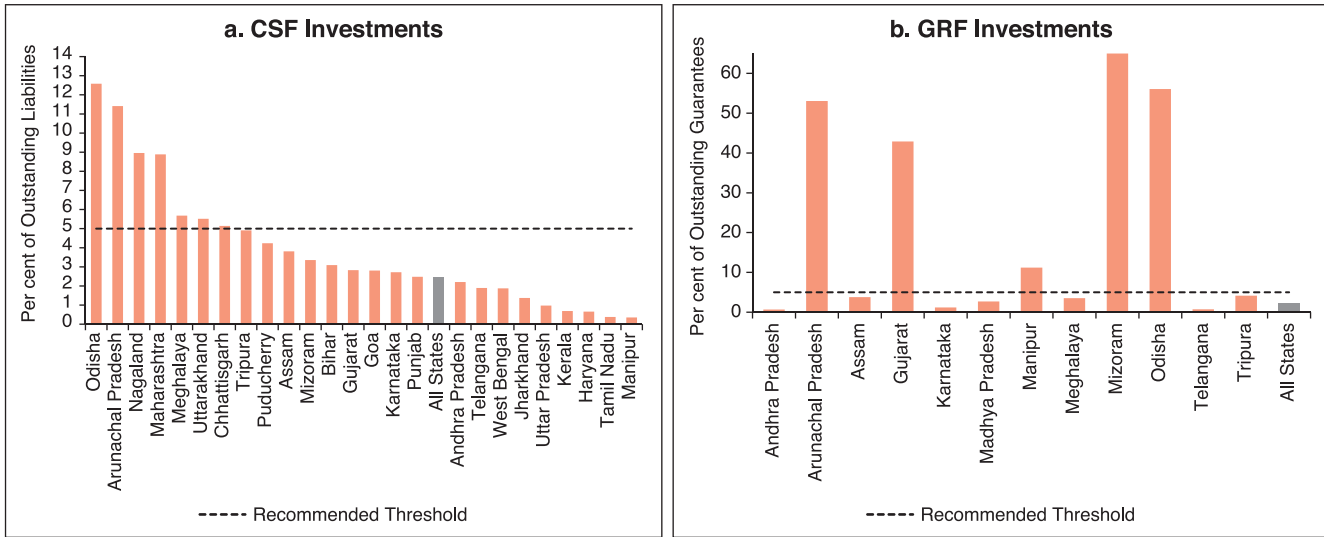 a. CSF Investments
Per cent of Outstanding Liabilities
14
13
12
11
10
9
8
7
6
5
4
3
2
1
0
Odisha
Arunachal Pradesh
Nagaland
Maharashtra
Meghalaya
Uttarakhand
Chhattisgarh
Tripura
Puducherry
Assam
Mizoram
Bihar
Gujarat
Goa
Karnataka
Punjab
All States
Andhra Pradesh
Telangana
West Bengal
Jharkhand
Uttar Pradesh
Kerala
Haryana
Tamil Nadu
Manipur
Recommended Threshold
b. GRF Investments
Per cent of Outstanding Guarantees
60
50
40
30
20
10
0
Andhra Pradesh
Arunachal Pradesh
Assam
Gujarat
Karnataka
Madhya Pradesh
Manipur
Meghalaya
Mizoram
Odisha
Telangana
Tripura
All States
Recommended Threshold